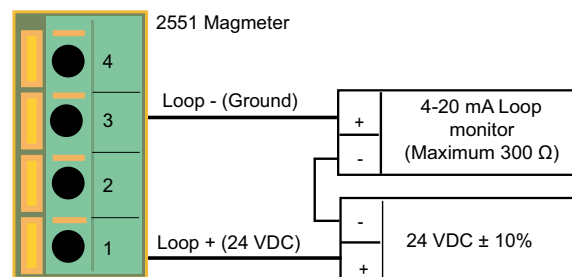 2551 Magmeter
4
3
2
1
Loop - (Ground)
Loop + (24 VDC)
+
-
4-20 mA Loop
monitor
(Maximum 300 Ω)
-
+
24 VDC ± 10%